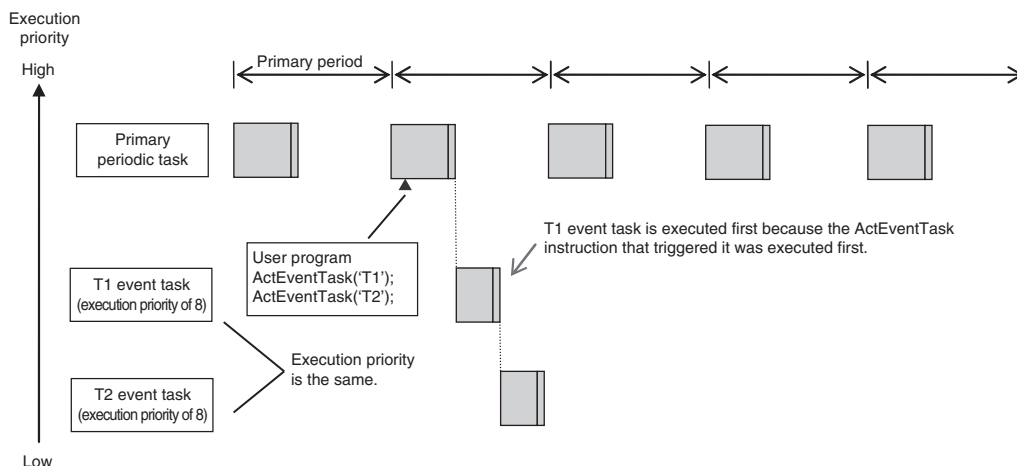 Execution
priority
High
Primary period
Primary
periodic task
T1 event task is executed first because the ActEventTask
instruction that triggered it was executed first.
User program
ActEventTask(‘T1’);
ActEventTask(‘T2’);
T1 event task
(execution priority of 8)
Execution priority
is the same.
T2 event task
(execution priority of 8)
Low